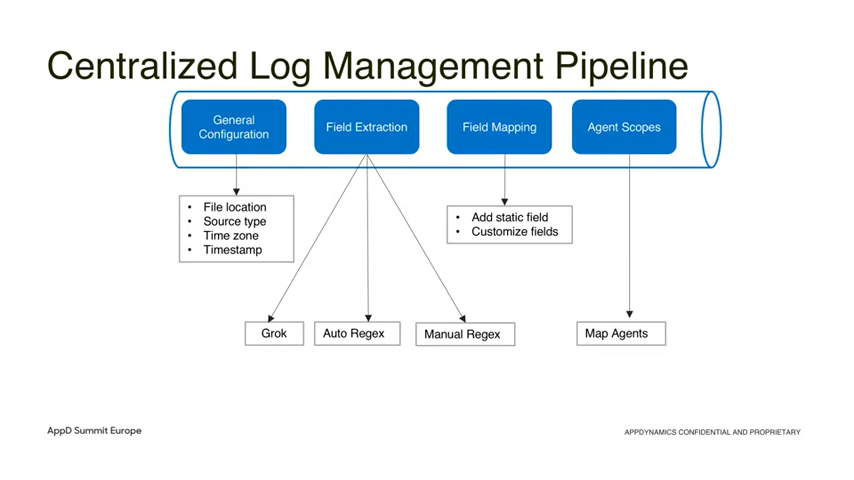 Centralized Log Management Pipeline
General
Configuration
Field Extraction
Field Mapping
Agent Scopes
• File location
• Source type
• Time zone
• Timestamp
• Add static field
• Customize fields
Grok
Auto Regex
Manual Regex
Map Agents
AppD Summit Europe
APPDYNAMICS CONFIDENTIAL AND PROPRIETARY